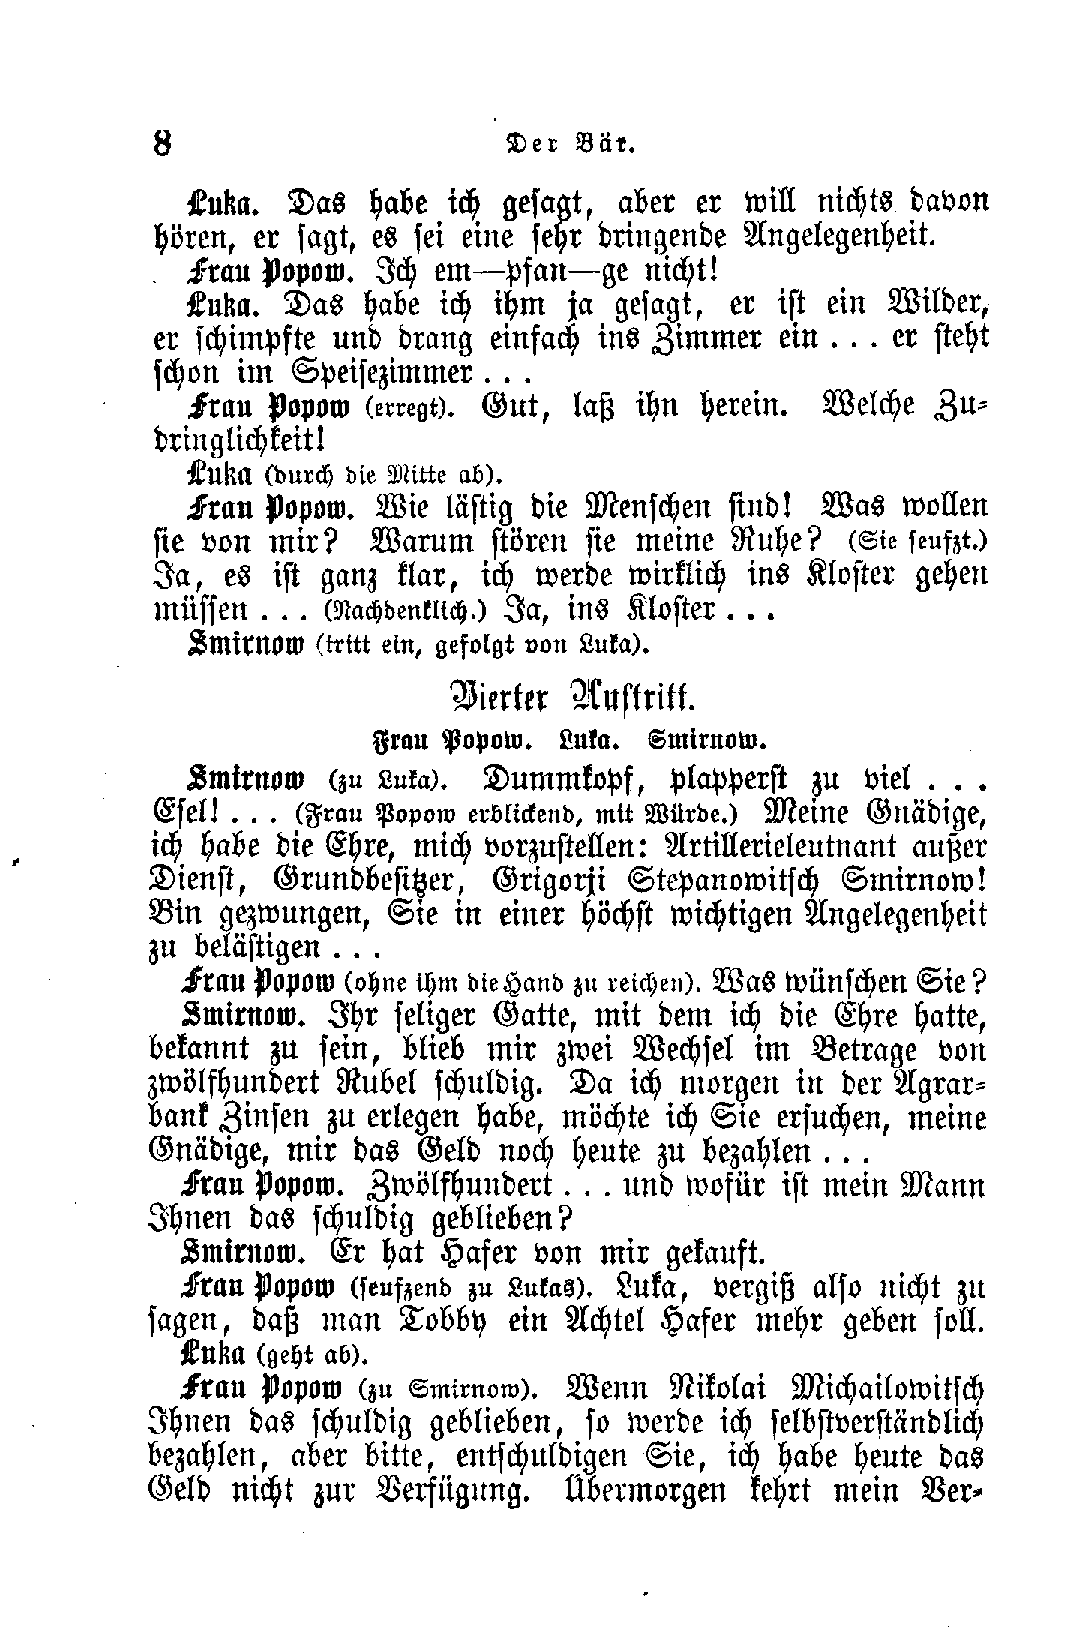 8 Der Bär.
Luka. Das habe ich gesagt, aber er will nichts davon
hören, er sagt, es sei eine sehr dringende Angelegenheit.
Frau Popow. Ich em—pfan—ge nicht!
Luka. Das habe ich ihm ja gesagt, er ist ein Wilder,
er schimpfte und drang einfach ins Zimmer ein . . . er steht
schon im Speisezimmer . . .
Frau Popow (erregt). Gut, laß ihn herein. Welche Zu-
dringlichkeit!
Luka (durch die Mitte ab).
Frau Popow. Wie lästig die Menschen sind! Was wollen
sie von mir? Warum stören sie meine Ruhe? (Sie seufzt.)
Ja, es ist ganz klar, ich werde wirklich ins Kloster gehen
müssen . . . (Nachdenklich.) Ja, ins Kloster . . .
Smirnow (tritt ein, gefolgt von Luka).
Vierter Auftritt.
Frau Popow. Luka. Smirnow.
Smirnow (zu Luka). Dummkopf, plapperst zu viel . . .
Esel! . . . (Frau Popow erblickend, mit Würde.) Meine Gnädige,
ich habe die Ehre, mich vorzustellen: Artillerieleutnant außer
Dienst, Grundbesitzer, Grigorji Stepanowitsch Smirnow!
Bin gezwungen, Sie in einer höchst wichtigen Angelegenheit
zu belästigen . . .
Frau Popow (ohne ihm die Hand zu reichen). Was wünschen Sie?
Smirnow. Ihr seliger Gatte, mit dem ich die Ehre hatte,
bekannt zu sein, blieb mir zwei Wechsel im Betrage von
zwölfhundert Rubel schuldig. Da ich morgen in der Agrar-
bank Zinsen zu erlegen habe, möchte ich Sie ersuchen, meine
Gnädige, mir das Geld noch heute zu bezahlen . . .
Frau Popow. Zwölfhundert . . . und wofür ist mein Mann
Ihnen das schuldig geblieben?
Smirnow. Er hat Hafer von mir gekauft.
Frau Popow (seufzend zu Lukas). Luka, vergiß also nicht zu
sagen, daß man Tobby ein Achtel Hafer mehr geben soll.
Luka (geht ab).
Frau Popow (zu Smirnow). Wenn Nikolai Michailowitsch
Ihnen das schuldig geblieben, so werde ich selbstverständlich
bezahlen, aber bitte, entschuldigen Sie, ich habe heute das
Geld nicht zur Verfügung. Übermorgen kehrt mein Ver-